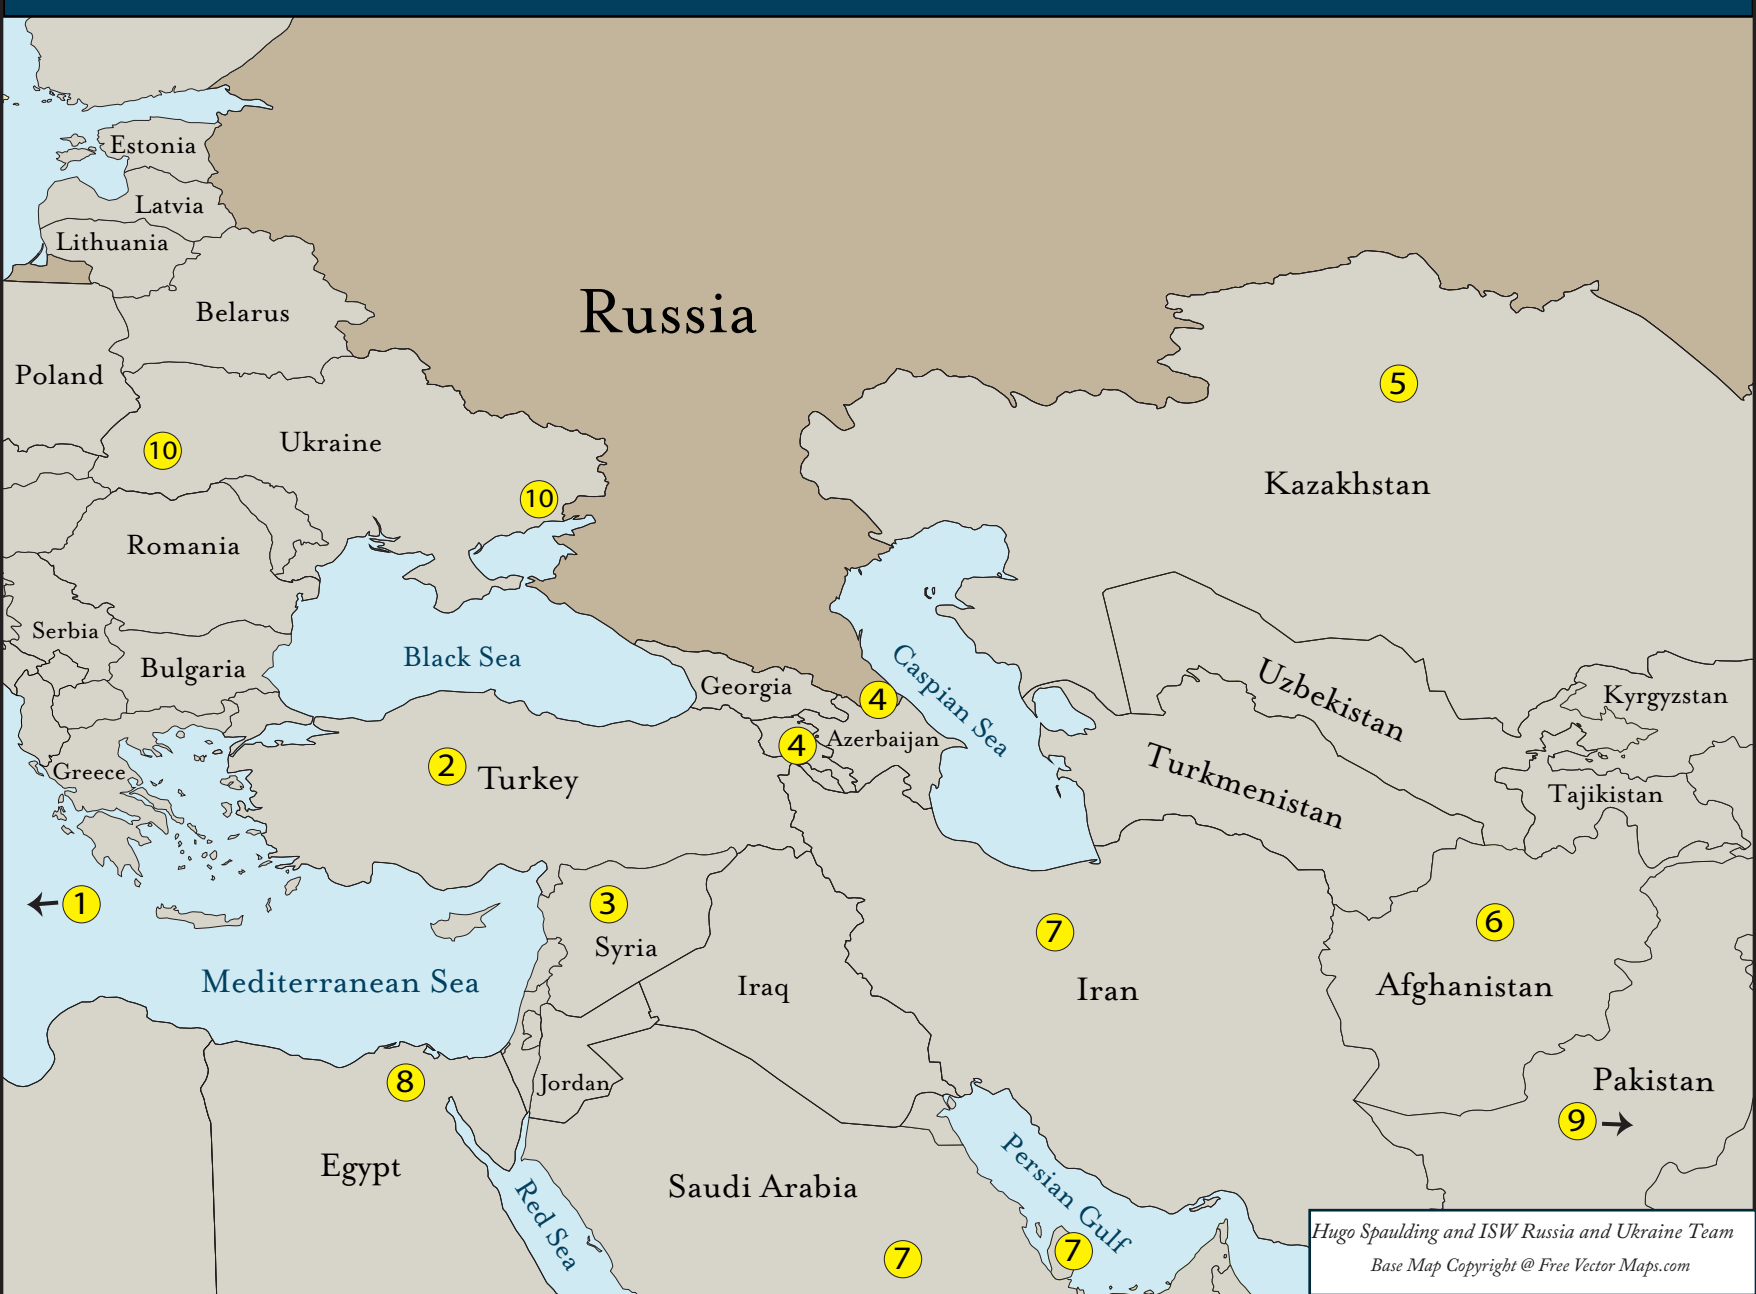 Estonia
Latvia
Lithuania
Belarus
Russia
Poland
5
10
Ukraine
Kazakhstan
10
Romania
Serbia
Black Sea
Bulgaria
Caspian Sea
Georgia
4
Uzbekistan
Kyrgyzstan
4
Azerbaijan
Greece
2
Turkey
Turkmenistan
Tajikistan
1
3
Syria
7
6
Mediterranean Sea
Iraq
Iran
Afghanistan
8
Jordan
Pakistan
9
Egypt
Red Sea
Saudi Arabia
Persian Gulf
7
7
Hugo Spaulding and ISW Russia and Ukraine Team
Base Map Copyright @ Free Vector Maps.com